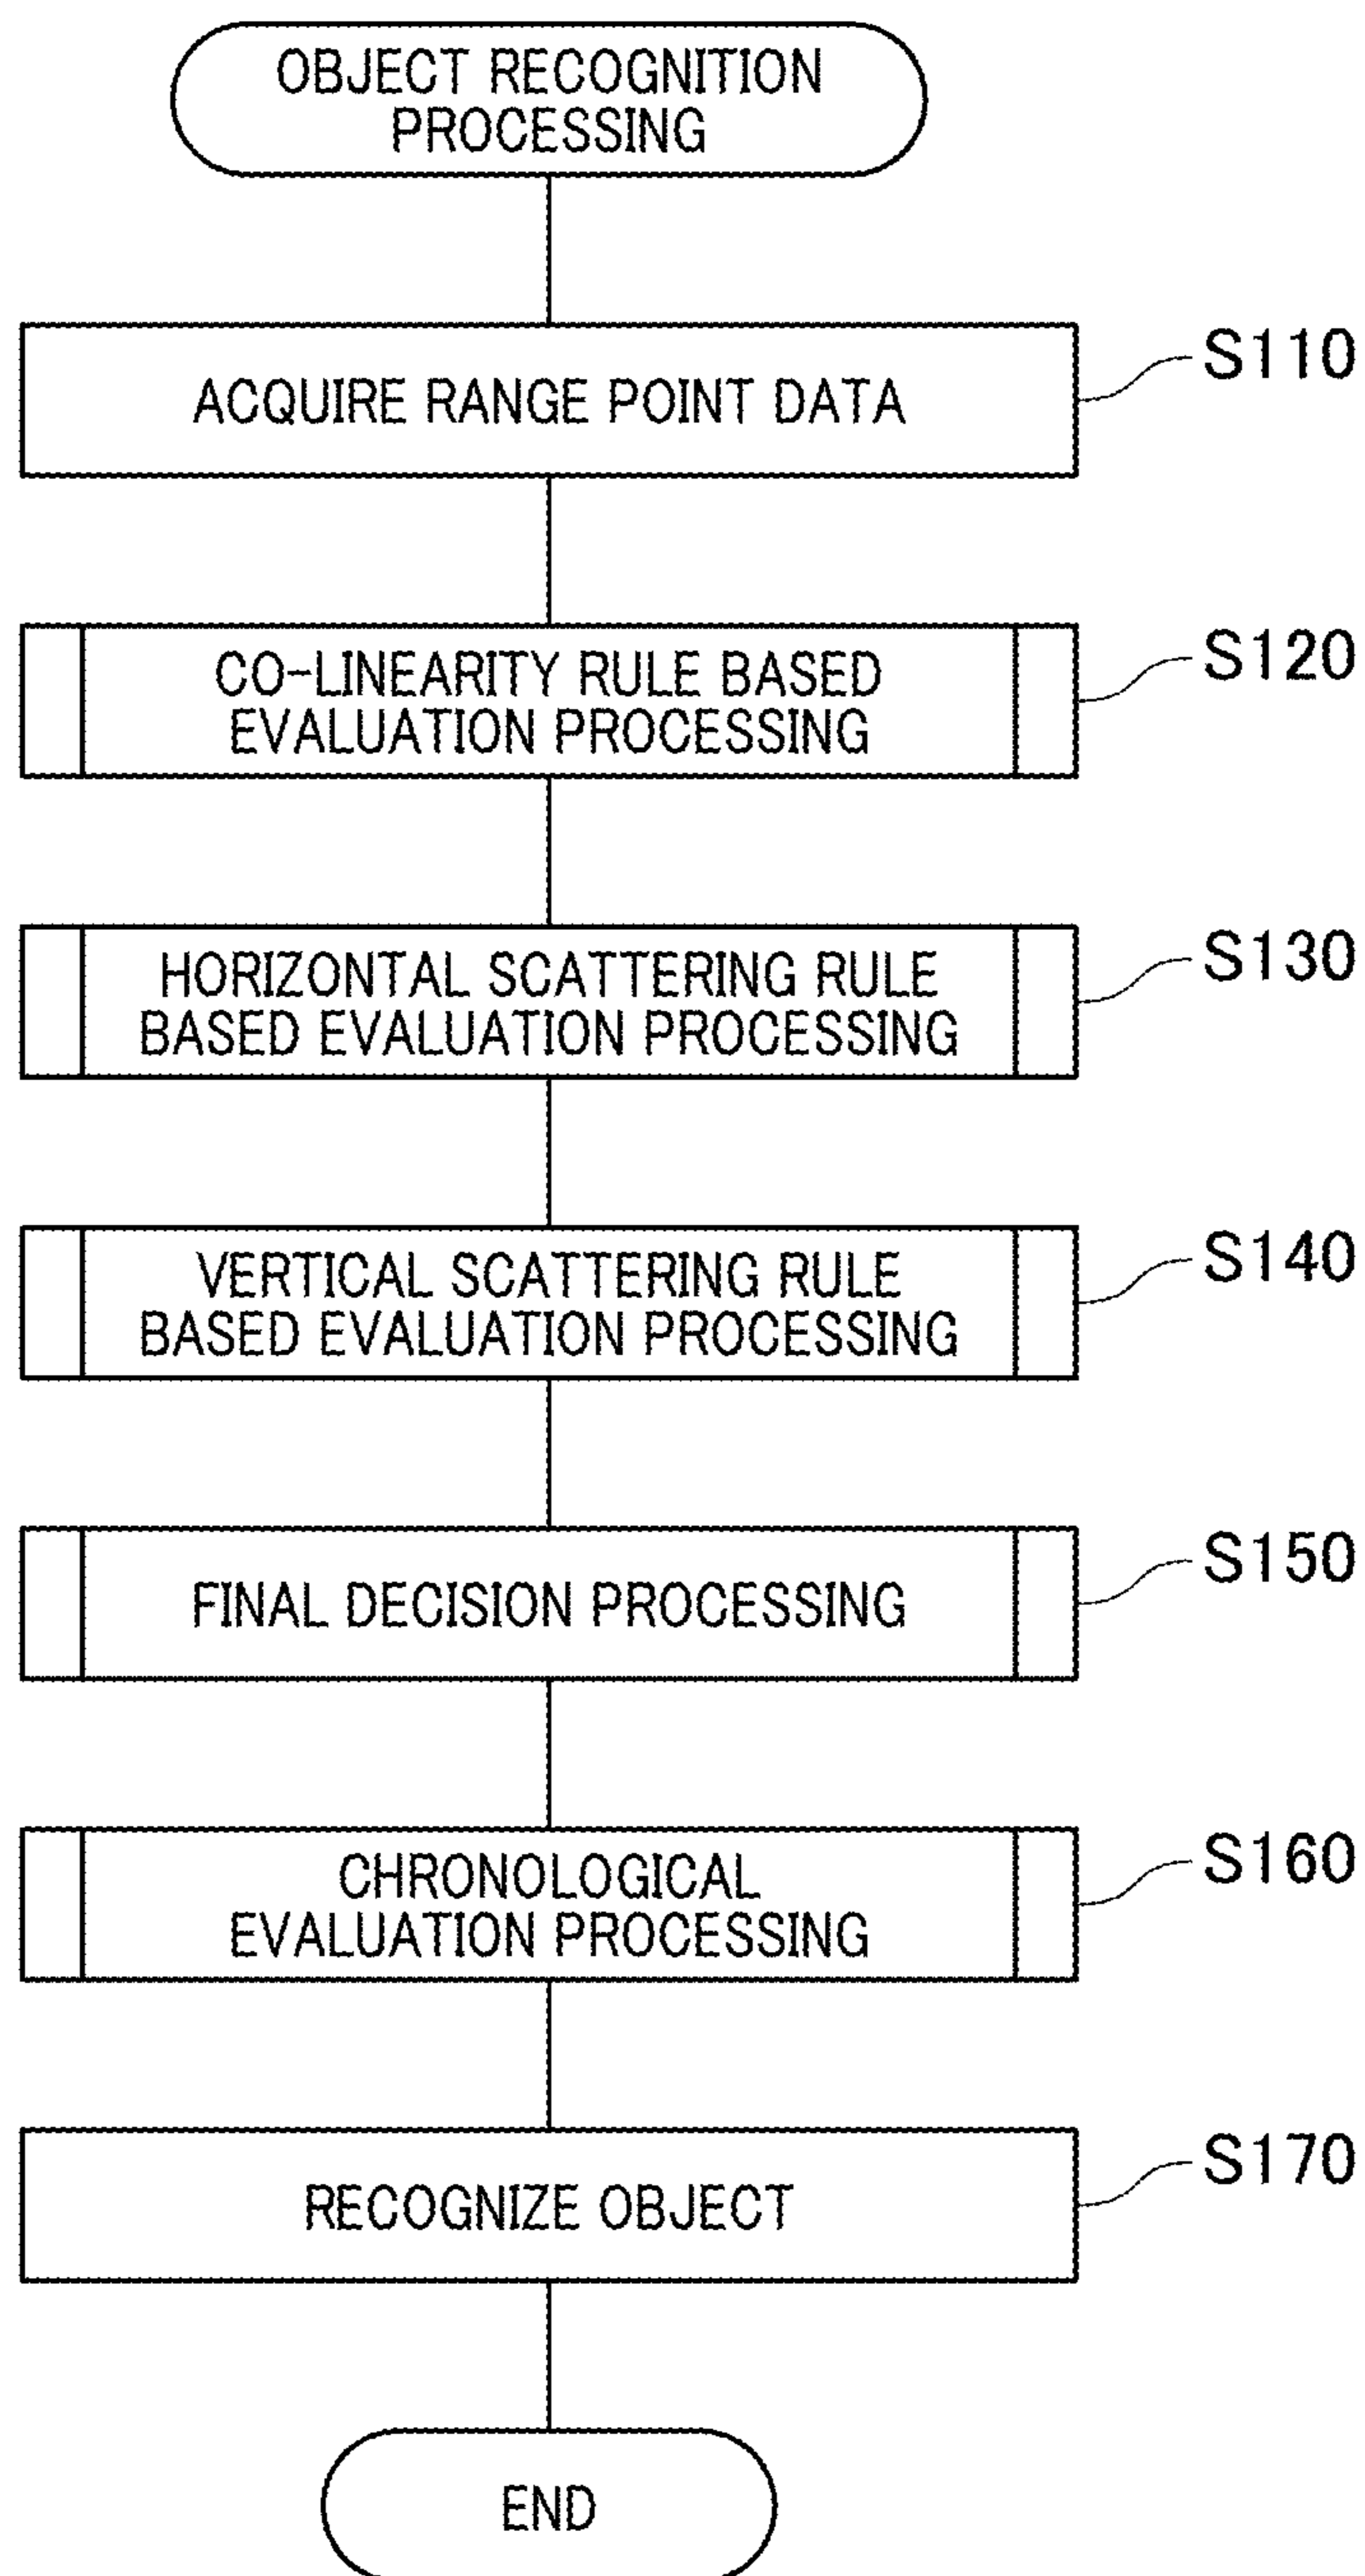 OBJECT RECOGNITION
PROCESSING
ACQUIRE RANGE POINT DATA
S110
CO-LINEARITY RULE BASED
EVALUATION PROCESSING
S120
HORIZONTAL SCATTERING RULE
BASED EVALUATION PROCESSING
S130
VERTICAL SCATTERING RULE
BASED EVALUATION PROCESSING
S140
FINAL DECISION PROCESSING
S150
CHRONOLOGICAL
EVALUATION PROCESSING
S160
RECOGNIZE OBJECT
S170
END